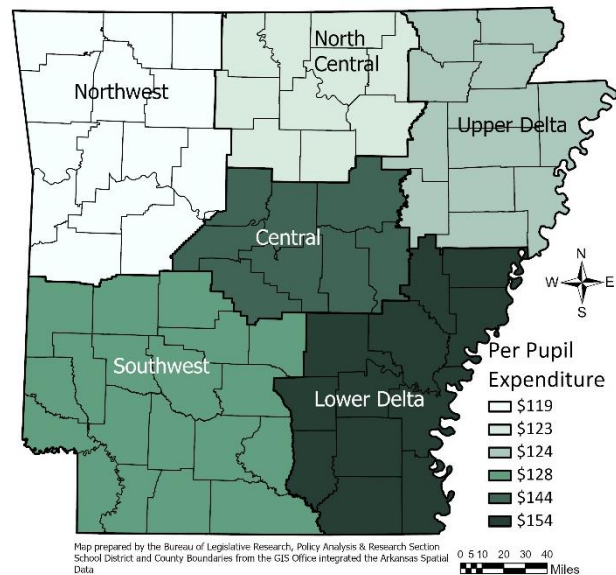 North
Central
Northwest
Upper Delta
Central
N
W E
S
Southwest
Lower Delta
Per Pupil
Expenditure
$119
$123
$124
$128
$144
$154
Map prepared by the Bureau of Legislative Research, Policy Analysis & Research Section
School District and County Boundaries from the GIS Office integrated the Arkansas Spatial
Data
0 5 10 20 30 40
Miles